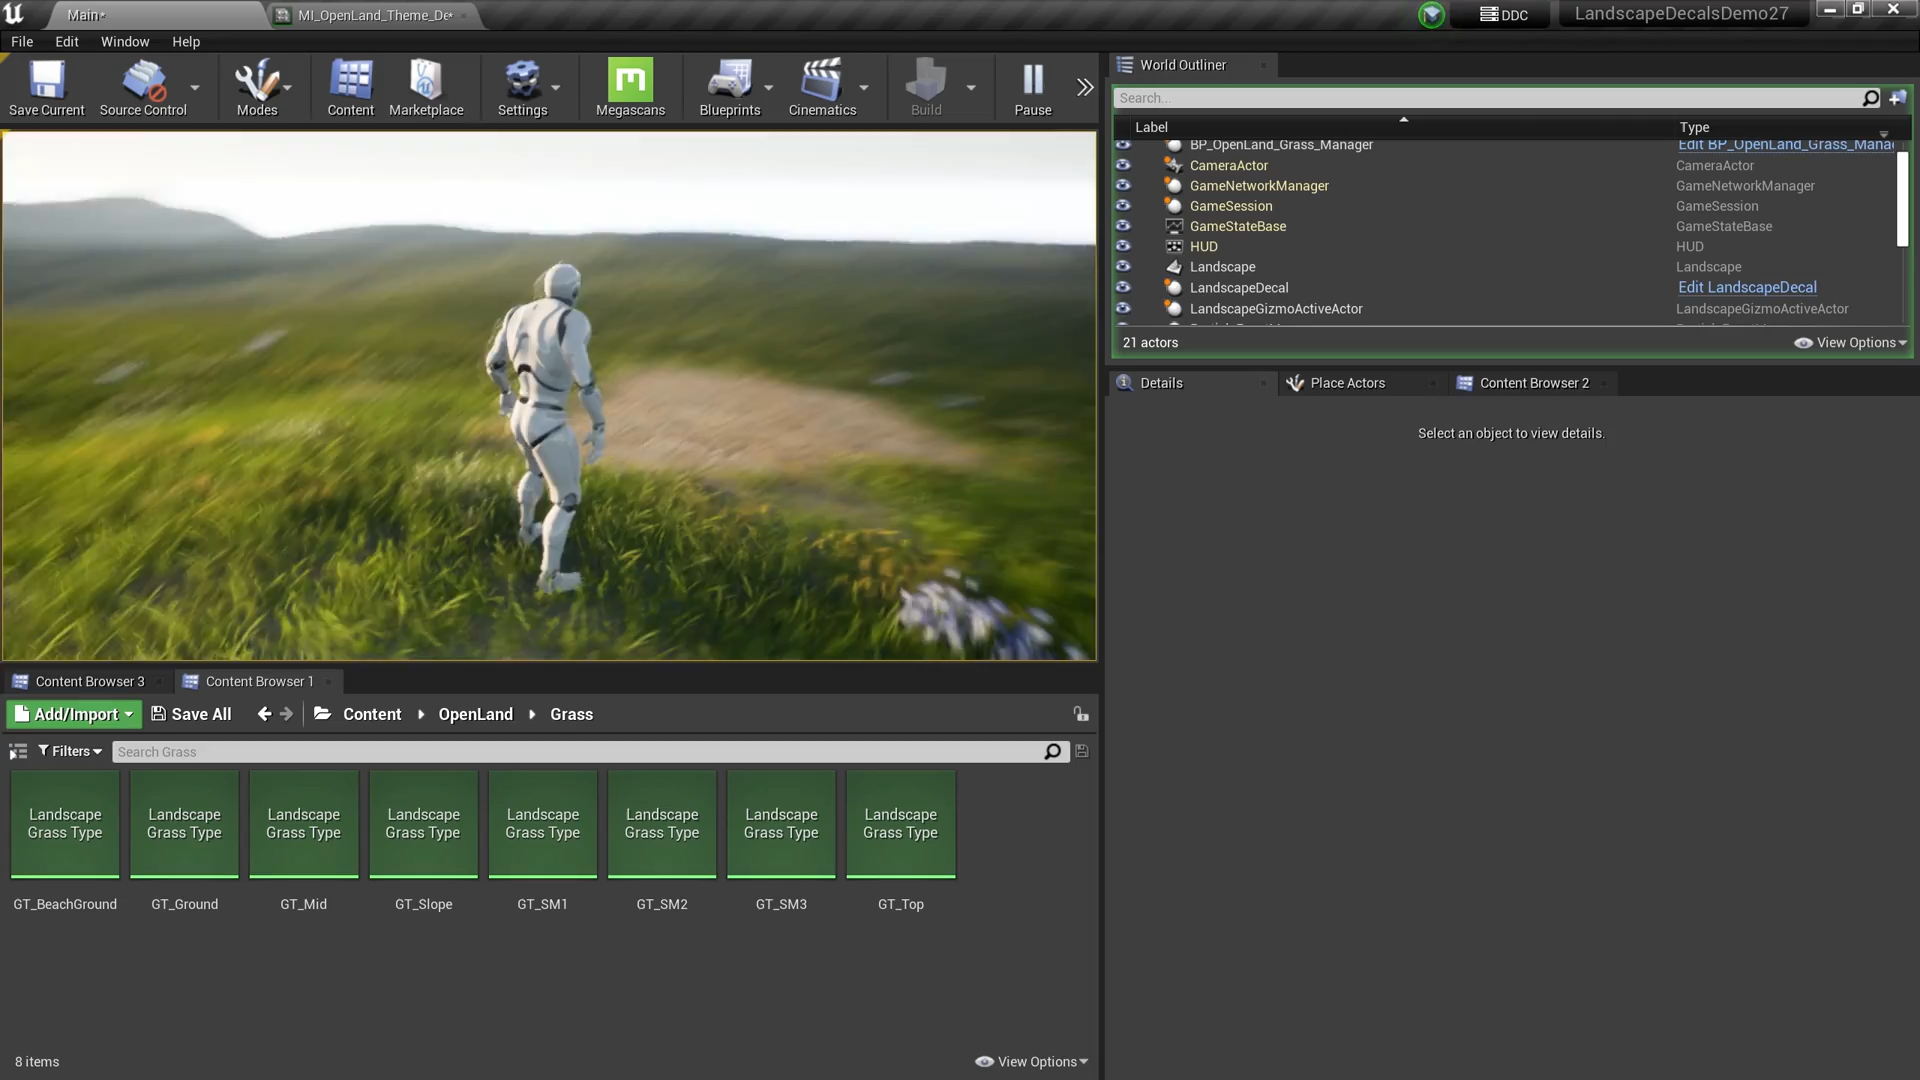 Main*
MI_OpenLand_Theme_De*
DDC
LandscapeDecalsDemo27
File Edit Window Help
Save Current
Source Control
Modes
Content
Marketplace
Settings
Megascans
Blueprints
Cinematics
Build
Pause
World Outliner
Search...
Label Type
BP_OpenLand_Grass_Manager Edit BP_OpenLand_Grass_Mana
CameraActor CameraActor
GameNetworkManager GameNetworkManager
GameSession GameSession
GameStateBase GameStateBase
HUD HUD
Landscape Landscape
LandscapeDecal Edit LandscapeDecal
LandscapeGizmoActiveActor LandscapeGizmoActiveActor
21 actors View Options
Details
Place Actors
Content Browser 2
Select an object to view details.
Content Browser 3
Content Browser 1
Add/Import Save All Content OpenLand Grass
Filters Search Grass
Landscape
Grass Type
Landscape
Grass Type
Landscape
Grass Type
Landscape
Grass Type
Landscape
Grass Type
Landscape
Grass Type
Landscape
Grass Type
Landscape
Grass Type
GT_BeachGround GT_Ground GT_Mid GT_Slope GT_SM1 GT_SM2 GT_SM3 GT_Top
8 items View Options